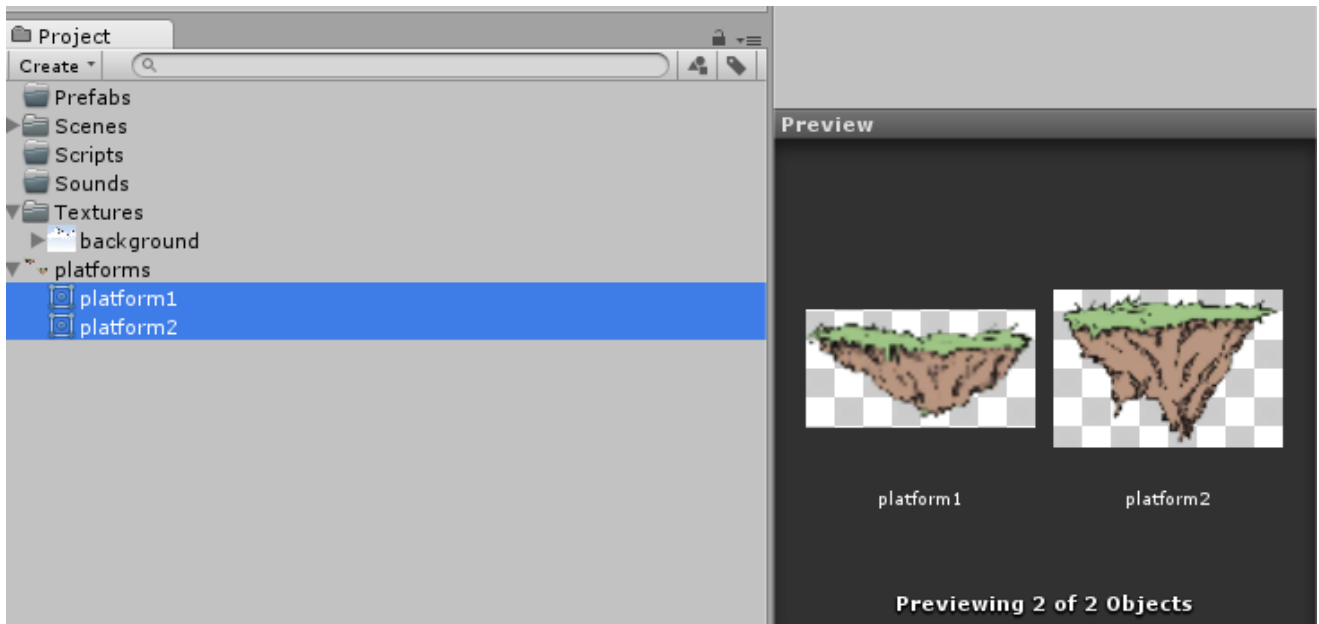 Project
Create
Prefabs
Scenes
Scripts
Sounds
Textures
background
platforms
platform1
platform2
Preview
platform1
platform2
Previewing 2 of 2 Objects